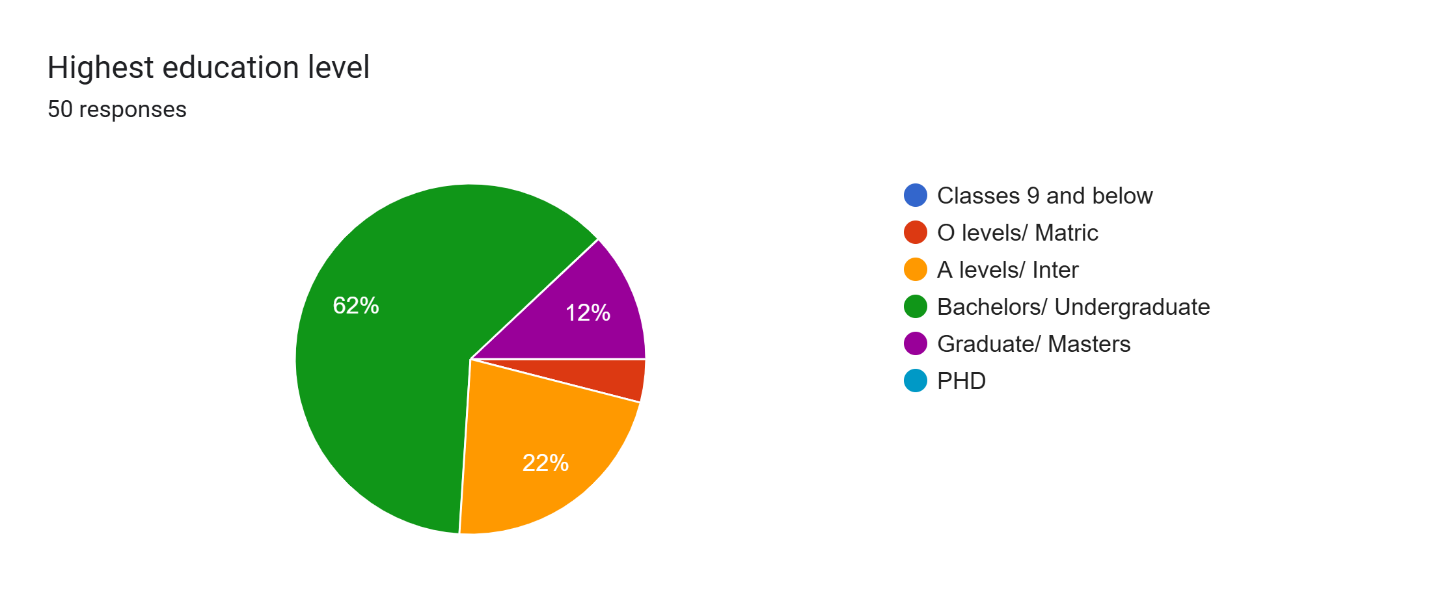 Highest education level
50 responses
62%
12%
22%
Classes 9 and below
O levels/ Matric
A levels/ Inter
Bachelors/ Undergraduate
Graduate/ Masters
PHD